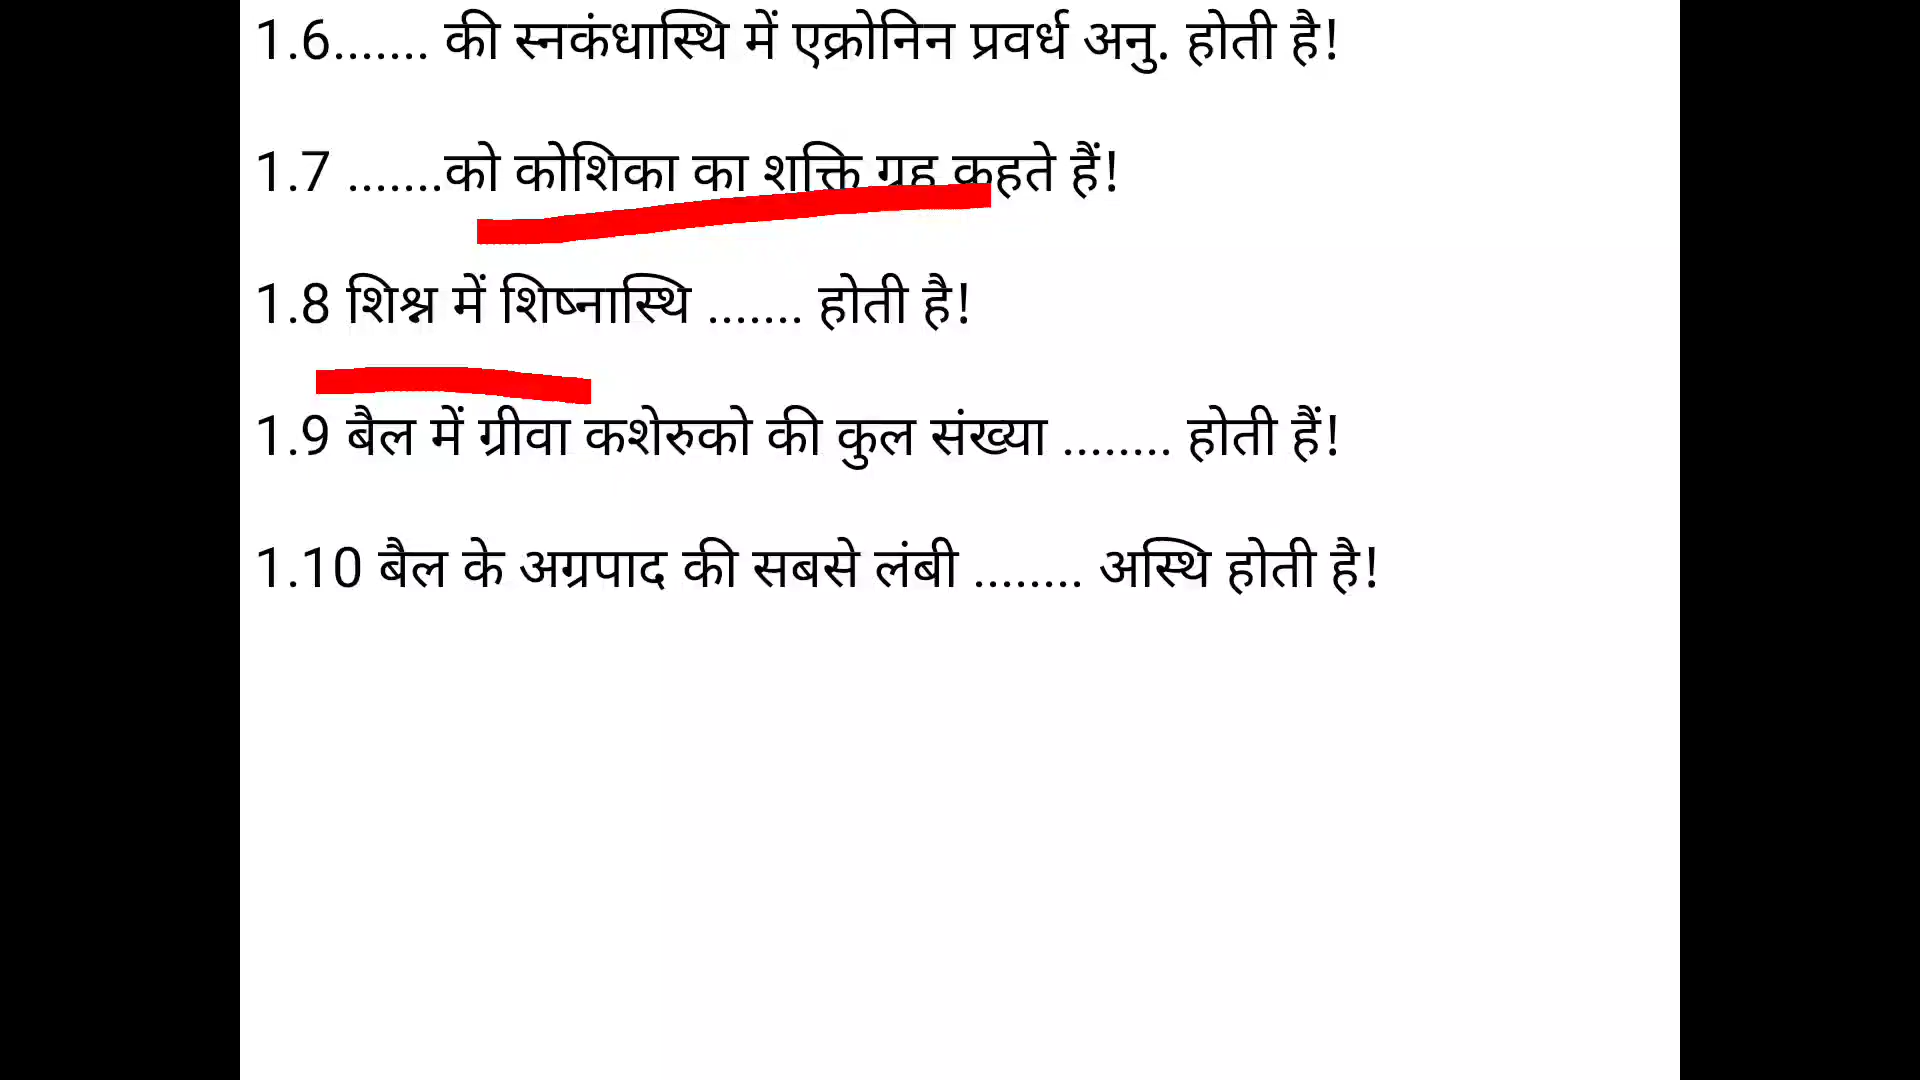 1.6....... की स्नकंधास्थि में एक्रोनिन प्रवर्ध अनु. होती है!
1.7 .......को कोशिका का शक्ति ग्रह कहते हैं!
1.8 शिश्न में शिष्नास्थि ....... होती है!
1.9 बैल में ग्रीवा कशेरुको की कुल संख्या ........ होती हैं!
1.10 बैल के अग्रपाद की सबसे लंबी ........ अस्थि होती है!